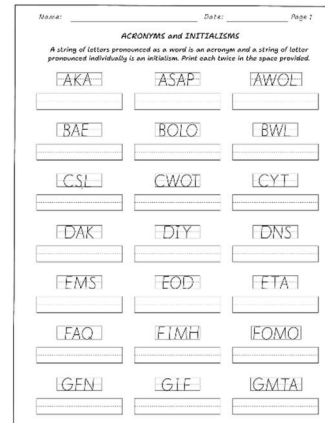 Name: Date: Page 1
ACRONYMS and INITIALISMS
A string of letters pronounced as a word is an acronym and a string of letter
pronounced individually is an initialism. Print each twice in the space provided.
AKA ASAP AWOL
BAE BOLO BWL
CSL CWOT CYT
DAK DIY DNS
EMS EOD ETA
FAQ FIMH FOMO
GFN GIF GMTA